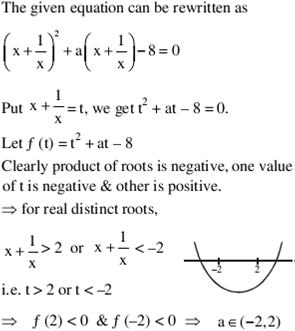 The given equation can be rewritten as
(x + 1/x)² + a(x + 1/x) − 8 = 0
Put x + 1/x = t, we get t² + at – 8 = 0.
Let f (t) = t² + at – 8
Clearly product of roots is negative, one value
of t is negative & other is positive.
⇒ for real distinct roots,
x + 1/x > 2 or x + 1/x < –2
i.e. t > 2 or t < –2
–2 2
⇒ f (2) < 0 & f (–2) < 0 ⇒ a ∈ (−2, 2)